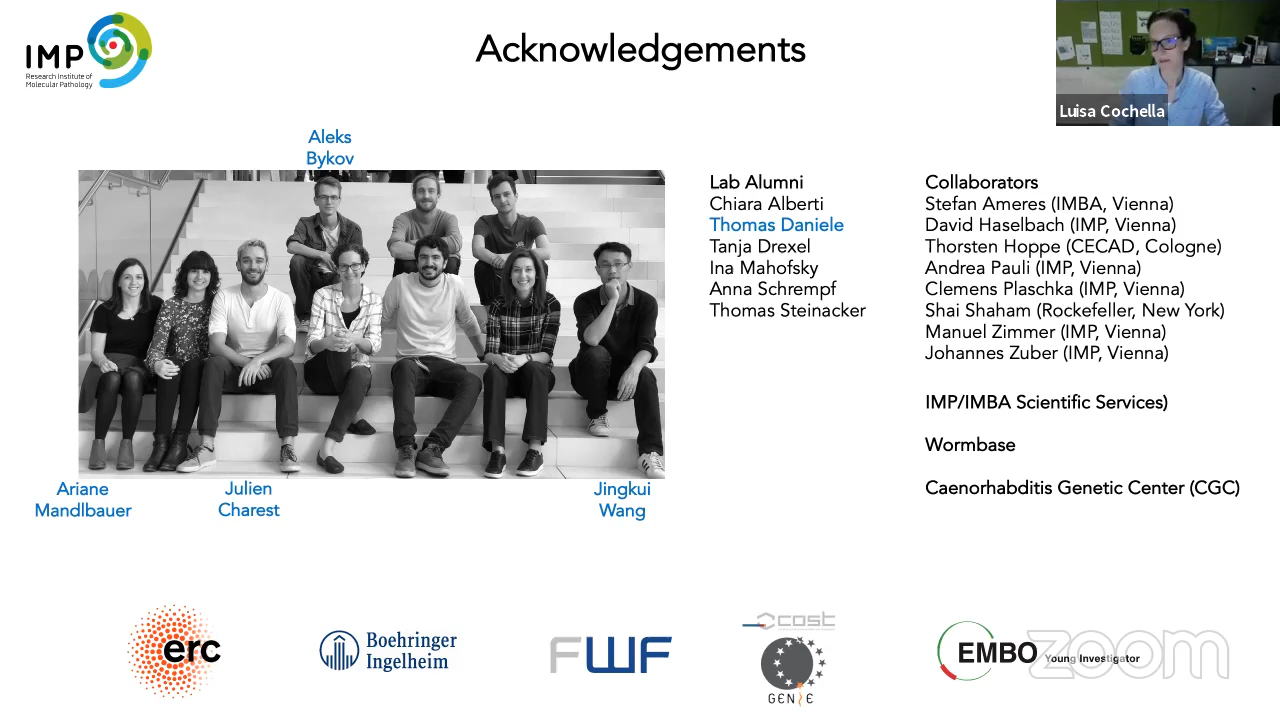 IMP
Research Institute of
Molecular Pathology
Acknowledgements
Luisa Cochella
Aleks
Bykov
Ariane
Mandlbauer
Julien
Charest
Jingkui
Wang
Lab Alumni
Chiara Alberti
Thomas Daniele
Tanja Drexel
Ina Mahofsky
Anna Schrempf
Thomas Steinacker
Collaborators
Stefan Ameres (IMBA, Vienna)
David Haselbach (IMP, Vienna)
Thorsten Hoppe (CECAD, Cologne)
Andrea Pauli (IMP, Vienna)
Clemens Plaschka (IMP, Vienna)
Shai Shaham (Rockefeller, New York)
Manuel Zimmer (IMP, Vienna)
Johannes Zuber (IMP, Vienna)
IMP/IMBA Scientific Services)
Wormbase
Caenorhabditis Genetic Center (CGC)
erc
Boehringer
Ingelheim
FWF
cost
GENiE
EMBO Young Investigator
zoom